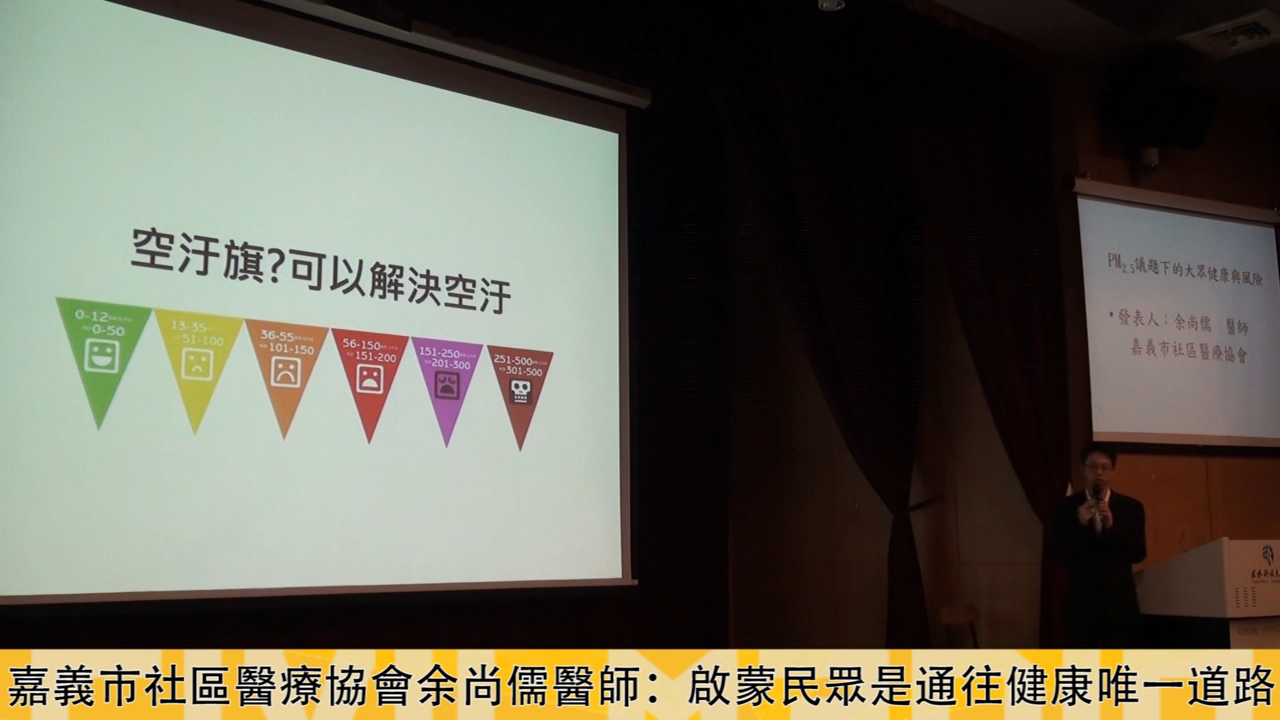 空汙旗?可以解決空汙
0-12
0-50
13-35
51-100
36-55
101-150
56-150
151-200
151-250
201-300
251-500
301-500
PM2.5議題下的大眾健康與風險
•發表人：余尚儒 醫師
嘉義市社區醫療協會
嘉義市社區醫療協會余尚儒醫師：啟蒙民眾是通往健康唯一道路